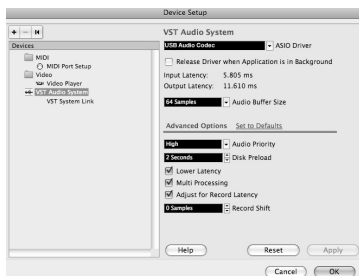 Device Setup
Devices
MIDI
MIDI Port Setup
Video
Video Player
VST Audio System
VST System Link
VST Audio System
USB Audio Codec ASIO Driver
Release Driver when Application is in Background
Input Latency: 5.805 ms
Output Latency: 11.610 ms
64 Samples Audio Buffer Size
Advanced Options Set to Defaults
High Audio Priority
2 Seconds Disk Preload
Lower Latency
Multi Processing
Adjust for Record Latency
0 Samples Record Shift
Help Reset Apply
Cancel OK